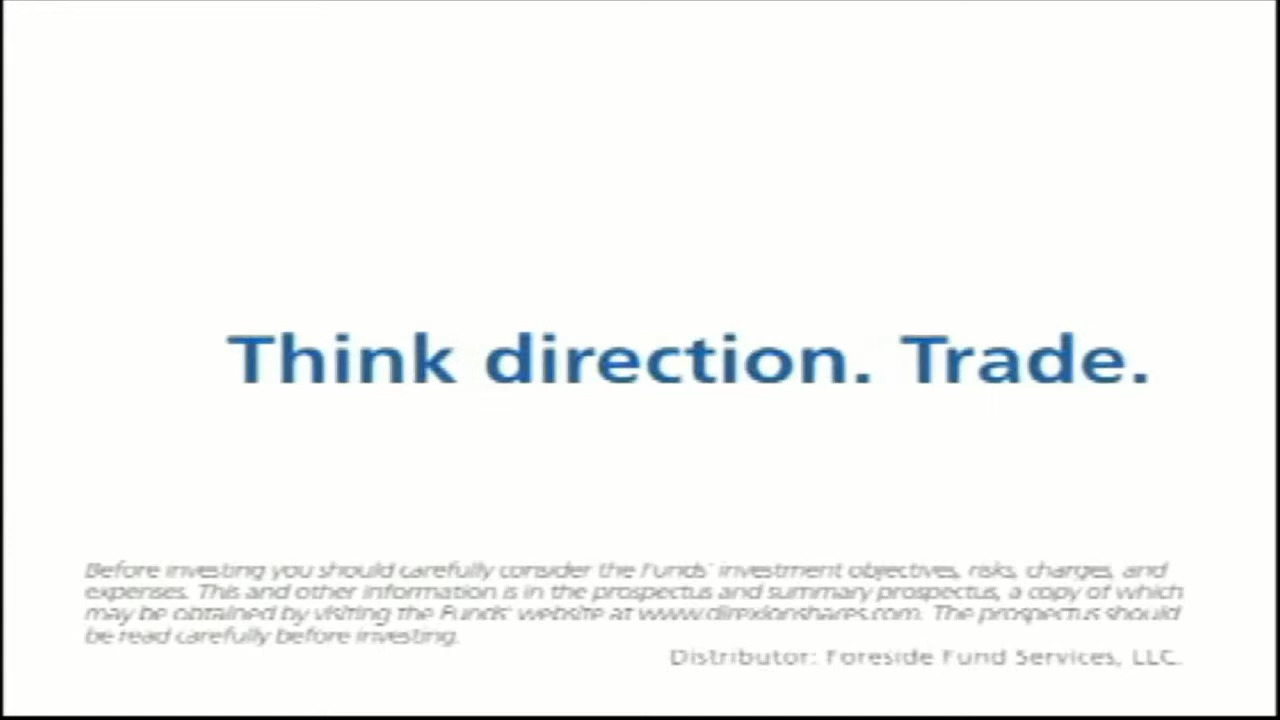 Think direction. Trade.
Before investing you should carefully consider the Funds' investment objectives, risks, charges, and
expenses. This and other information is in the prospectus and summary prospectus, a copy of which
may be obtained by visiting the Funds' website at www.direxionshares.com. The prospectus should
be read carefully before investing.
Distributor: Foreside Fund Services, LLC.